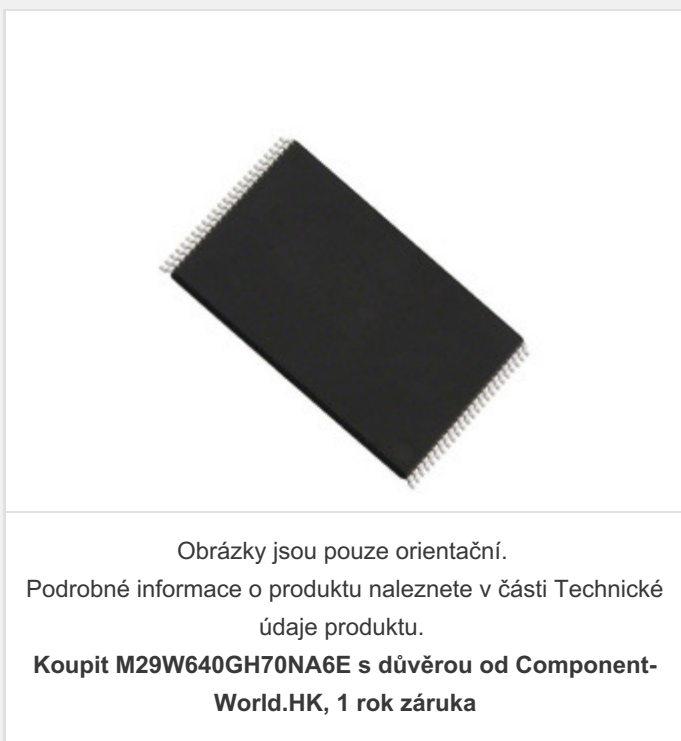 Obrázky jsou pouze orientační.
Podrobné informace o produktu naleznete v části Technické
údaje produktu.
Koupit M29W640GH70NA6E s důvěrou od Component-
World.HK, 1 rok záruka